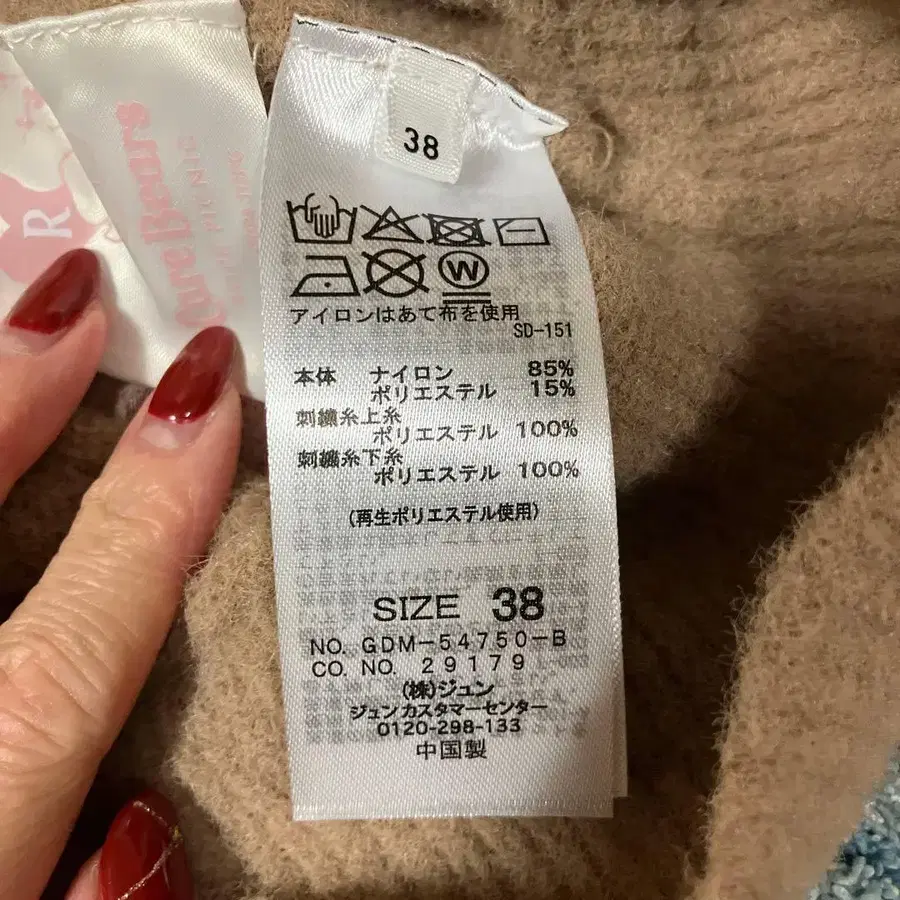 R
Care Bears
38
W
アイロンはあて布を使用
SD-151
本体 ナイロン 85%
ポリエステル 15%
刺繍糸上糸
ポリエステル 100%
刺繍糸下糸
ポリエステル 100%
(再生ポリエステル使用)
SIZE 38
NO. GDM-54750-B
CO. NO. 29179
(株)ジュン
ジュンカスタマーセンター
0120-298-133
中国製